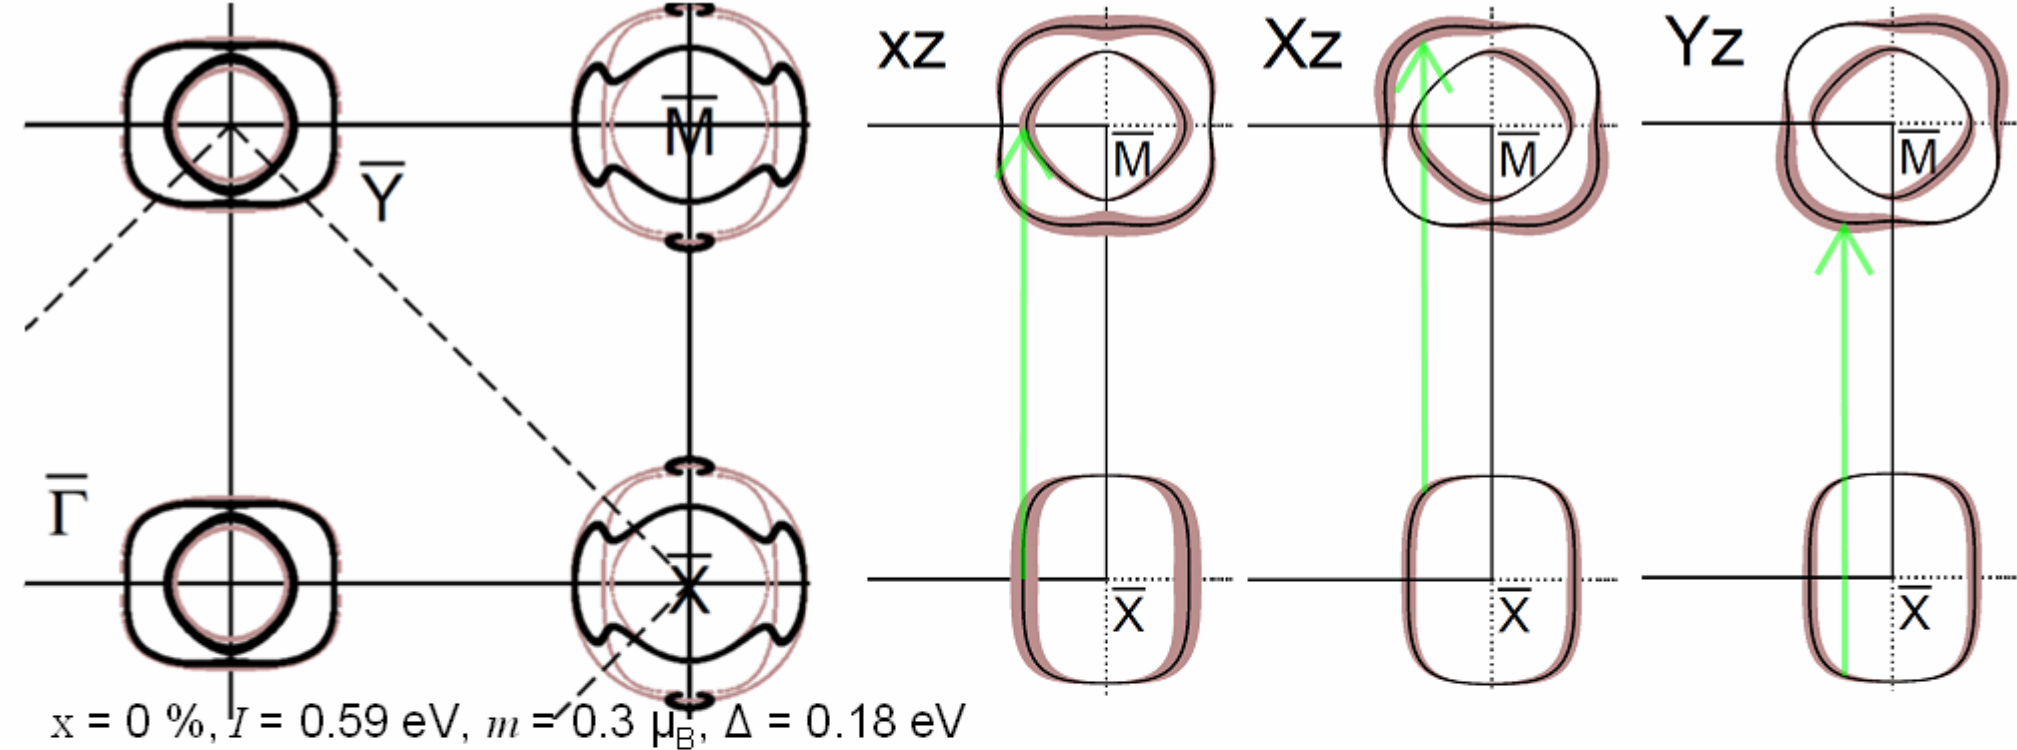 xz Xz Yz
M̅ M̅ M̅ M̅
Y̅
Γ̅
X̅ X̅ X̅ X̅
x = 0 %, I = 0.59 eV, m = 0.3 μB, Δ = 0.18 eV